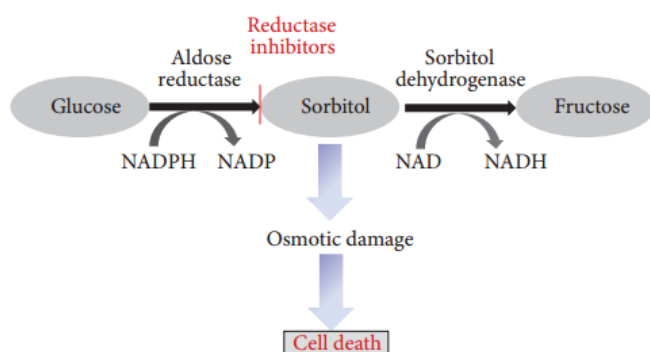 Reductase
inhibitors
Aldose
reductase
Sorbitol
dehydrogenase
Glucose
Sorbitol
Fructose
NADPH
NADP
NAD
NADH
Osmotic damage
Cell death